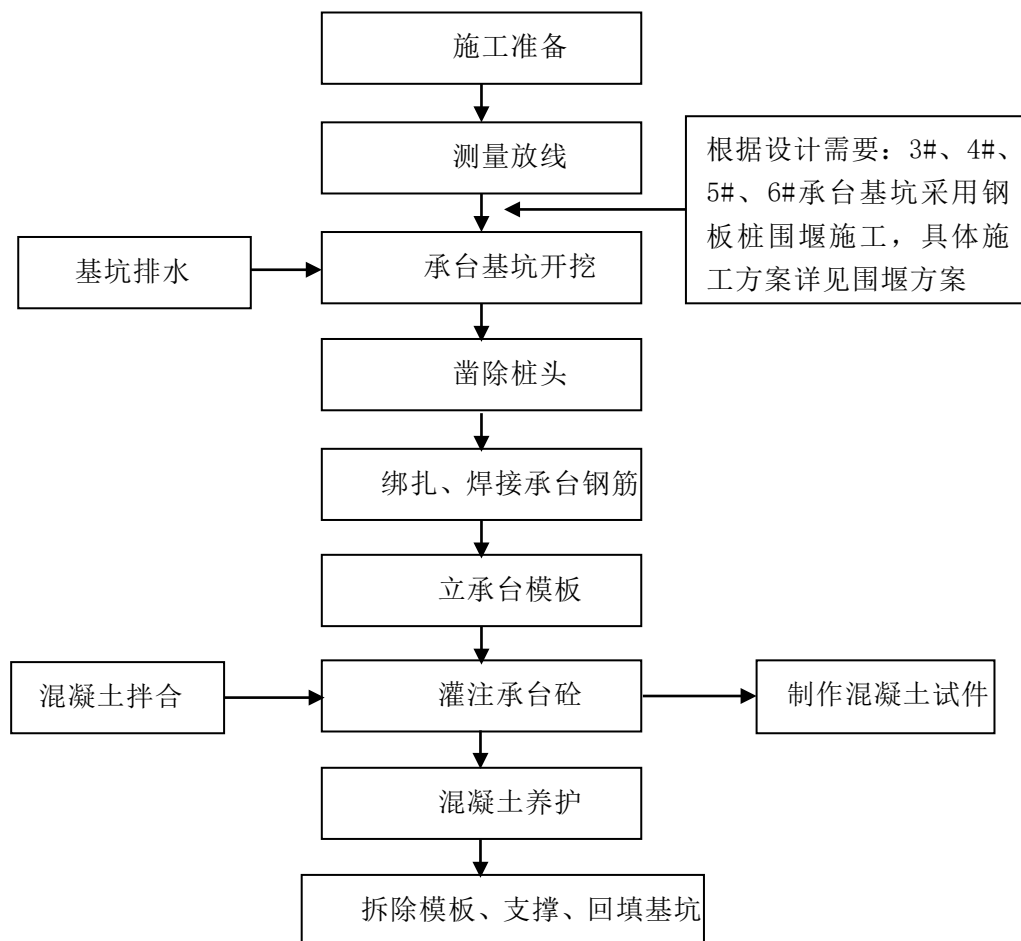 施工准备
测量放线
根据设计需要：3#、4#、
5#、6#承台基坑采用钢
板桩围堰施工，具体施
工方案详见围堰方案
基坑排水
承台基坑开挖
凿除桩头
绑扎、焊接承台钢筋
立承台模板
混凝土拌合
灌注承台砼
制作混凝土试件
混凝土养护
拆除模板、支撑、回填基坑